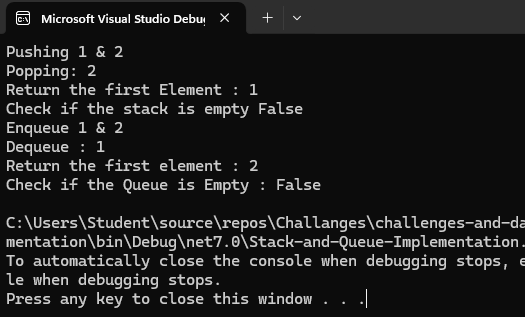 Microsoft Visual Studio Debu
Pushing 1 & 2
Popping: 2
Return the first Element : 1
Check if the stack is empty False
Enqueue 1 & 2
Dequeue : 1
Return the first element : 2
Check if the Queue is Empty : False
C:\Users\Student\source\repos\Challanges\challenges-and-da
mentation\bin\Debug\net7.0\Stack-and-Queue-Implementation.
To automatically close the console when debugging stops, e
le when debugging stops.
Press any key to close this window . . .